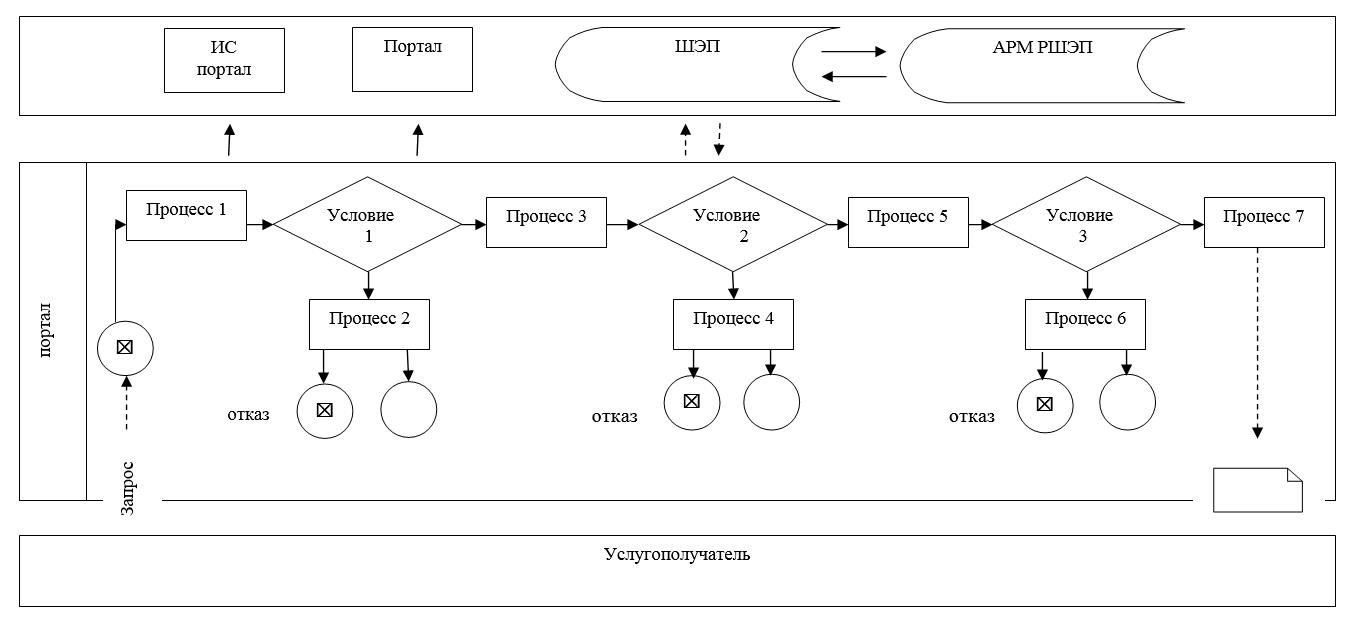 ИС
портал
Портал
ШЭП
АРМ РШЭП
портал
Процесс 1
Условие
1
Процесс 3
Условие
2
Процесс 5
Условие
3
Процесс 7
Процесс 2
Процесс 4
Процесс 6
отказ
отказ
отказ
Запрос
Услугополучатель